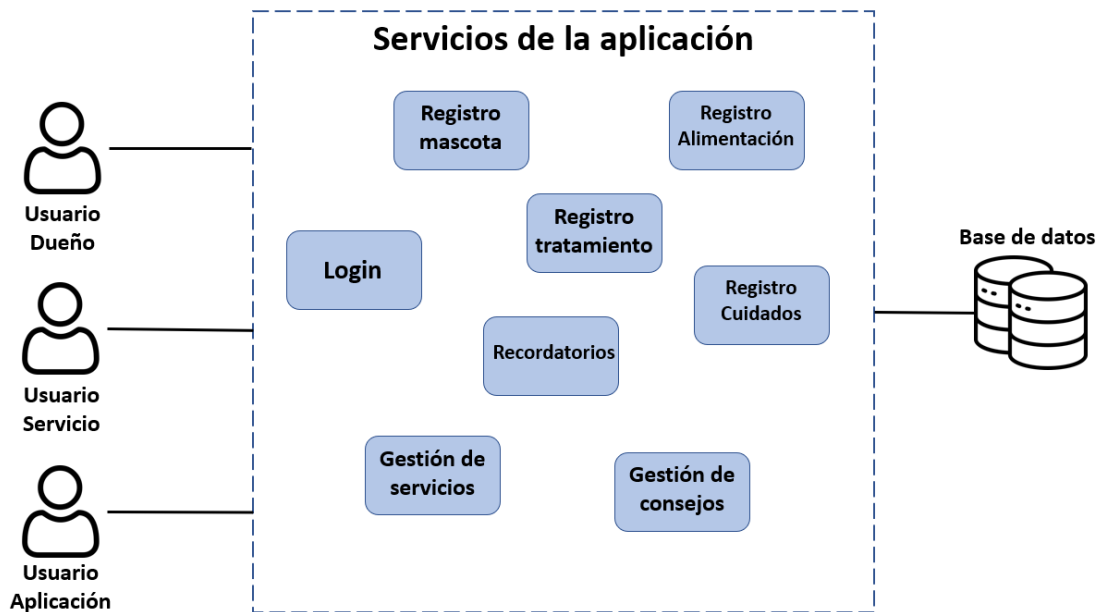 Servicios de la aplicación
Registro
mascota
Registro
Alimentación
Registro
tratamiento
Login
Registro
Cuidados
Recordatorios
Gestión de
servicios
Gestión de
consejos
Usuario
Dueño
Usuario
Servicio
Usuario
Aplicación
Base de datos